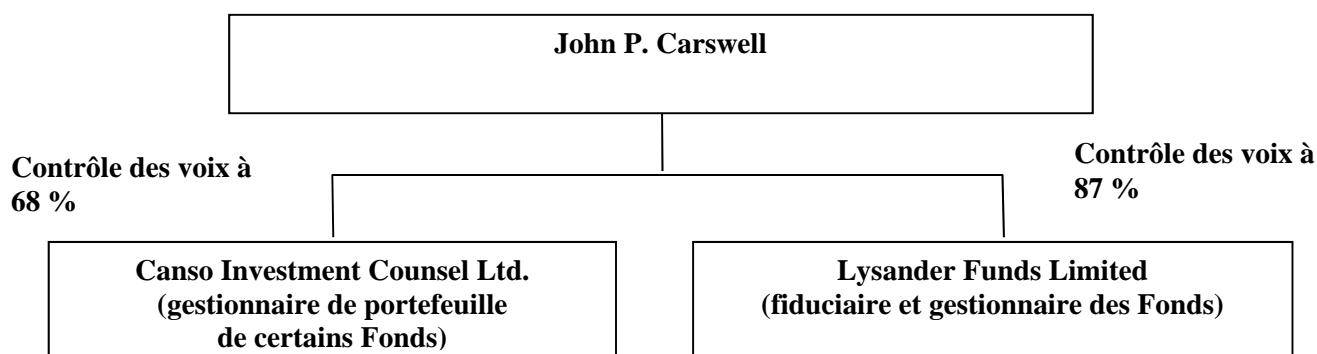 John P. Carswell
Contrôle des voix à
68 %
Contrôle des voix à
87 %
Canso Investment Counsel Ltd.
(gestionnaire de portefeuille
de certains Fonds)
Lysander Funds Limited
(fiduciaire et gestionnaire des Fonds)